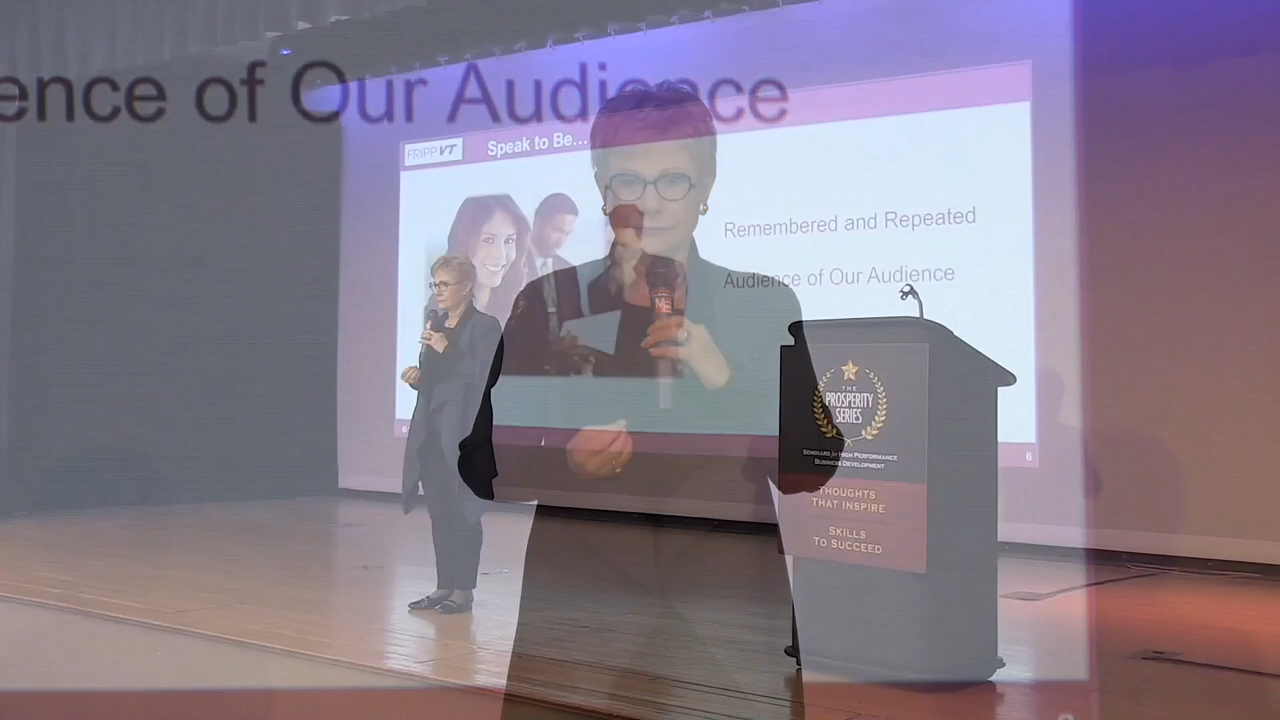 ence of Our Audience
FRIPP VT
Speak to Be...
Remembered and Repeated
Audience of Our Audience
6
THE
PROSPERITY
SERIES
SEMINARS for HIGH PERFORMANCE
BUSINESS DEVELOPMENT
THOUGHTS
THAT INSPIRE
SKILLS
TO SUCCEED